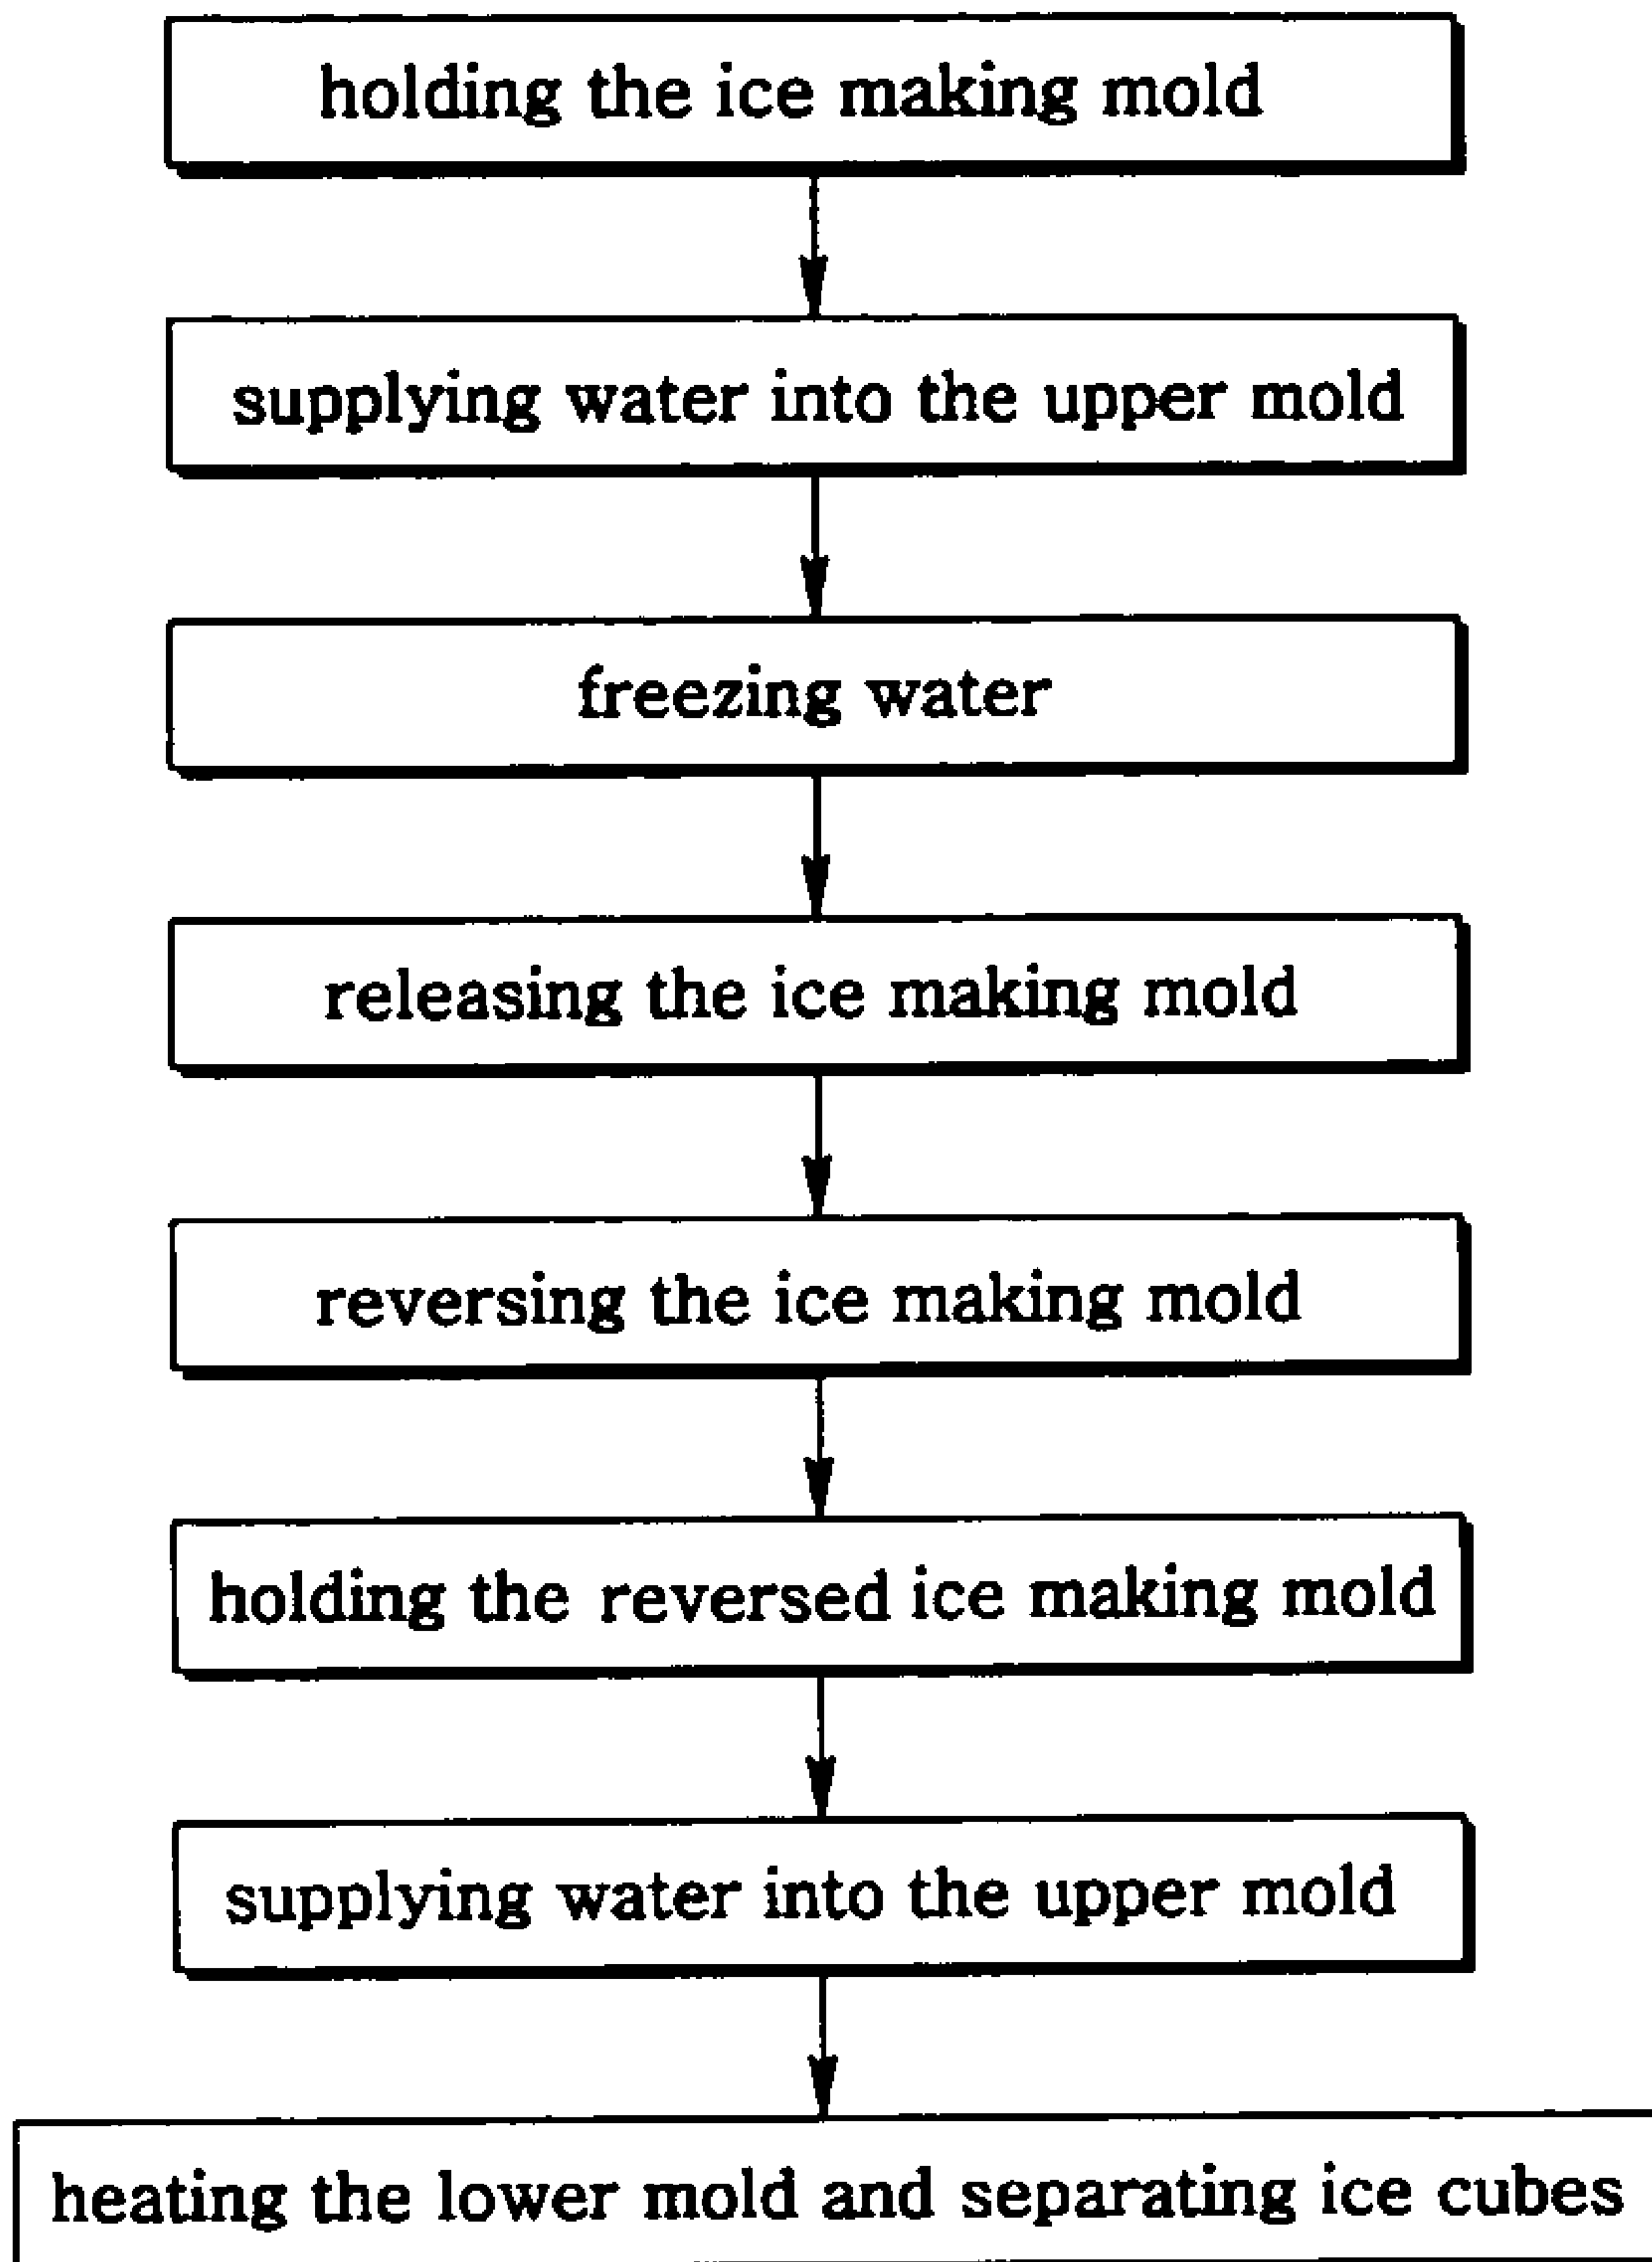 holding the ice making mold
supplying water into the upper mold
freezing water
releasing the ice making mold
reversing the ice making mold
holding the reversed ice making mold
supplying water into the upper mold
heating the lower mold and separating ice cubes